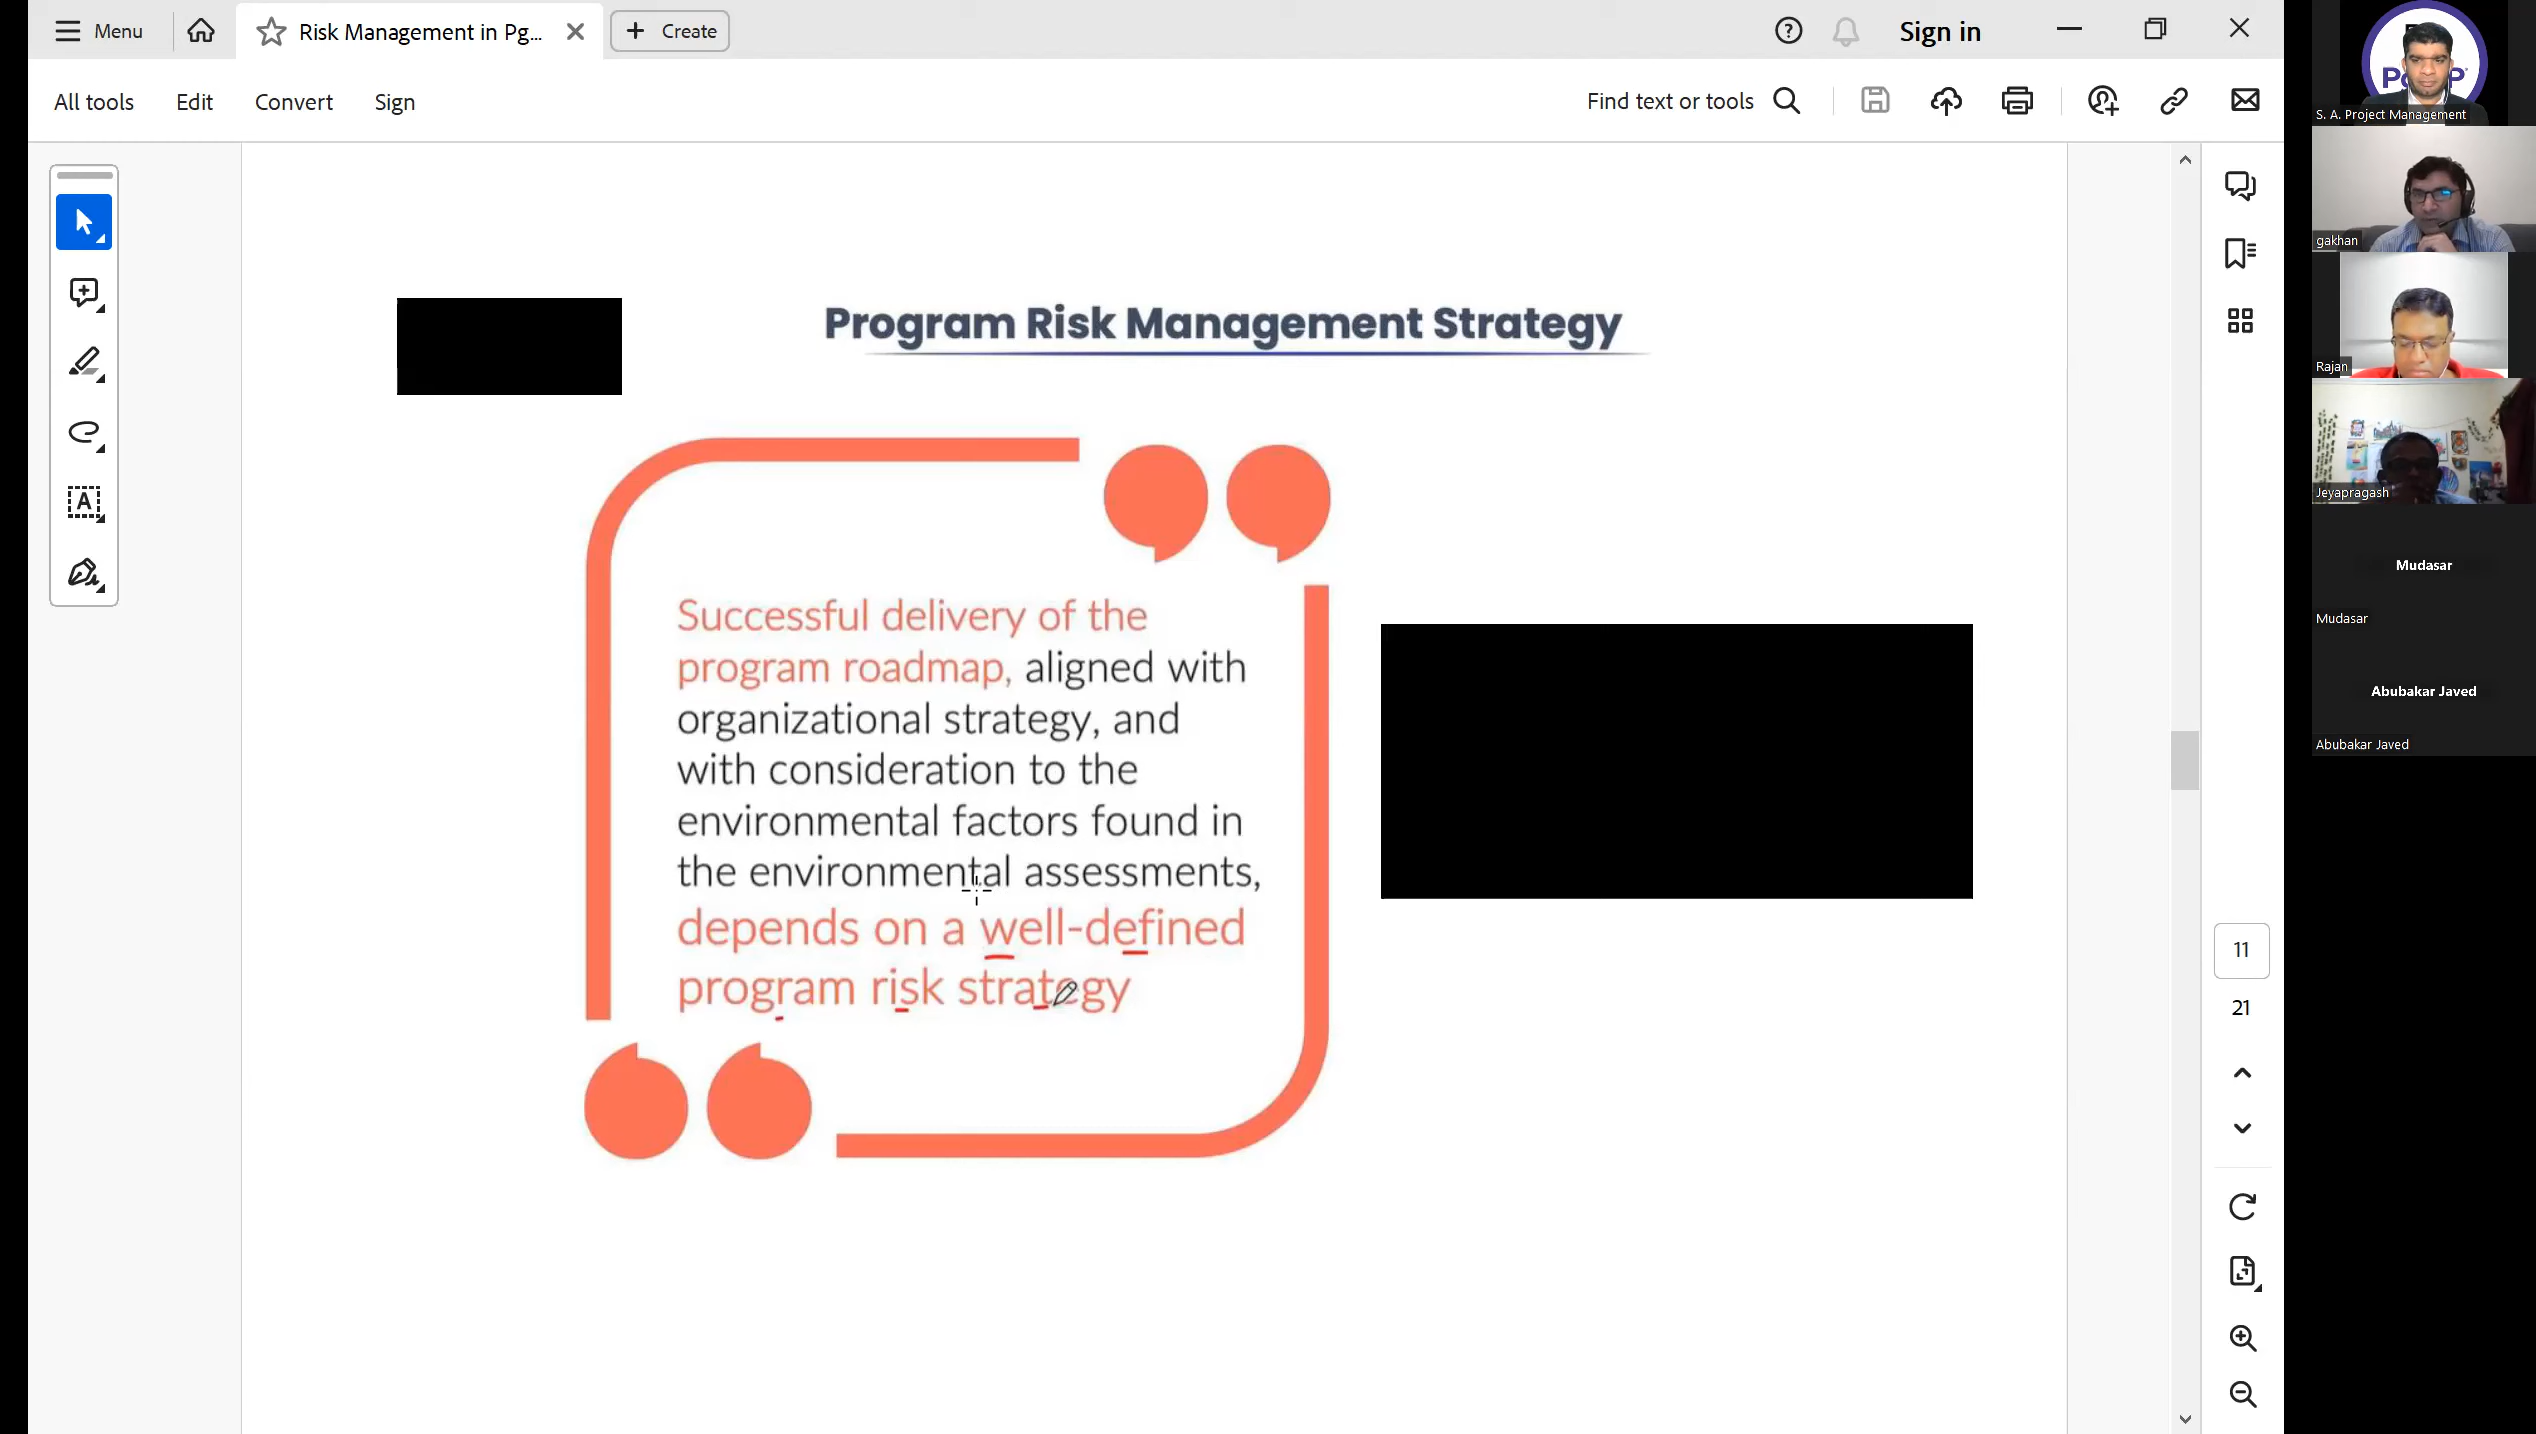 Menu
Risk Management in Pg...
Create
Sign in
All tools
Edit
Convert
Sign
Find text or tools
Program Risk Management Strategy
Successful delivery of the
program roadmap, aligned with
organizational strategy, and
with consideration to the
environmental factors found in
the environmental assessments,
depends on a well-defined
program risk strategy
11
21
S. A. Project Management
gakhan
Rajan
Jeyapragash
Mudasar
Mudasar
Abubakar Javed
Abubakar Javed